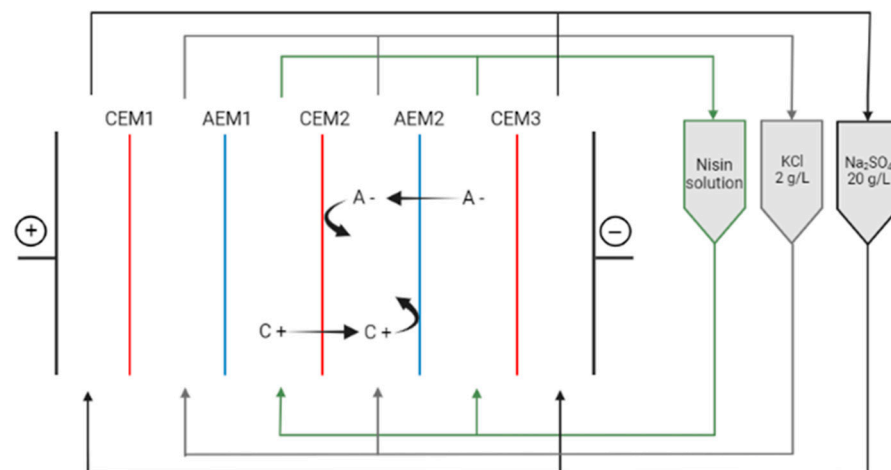 CEM1 AEM1 CEM2 AEM2 CEM3
Nisin
solution
KCl
2 g/L
Na₂SO₄
20 g/L
A - A -
+
−
C + C +